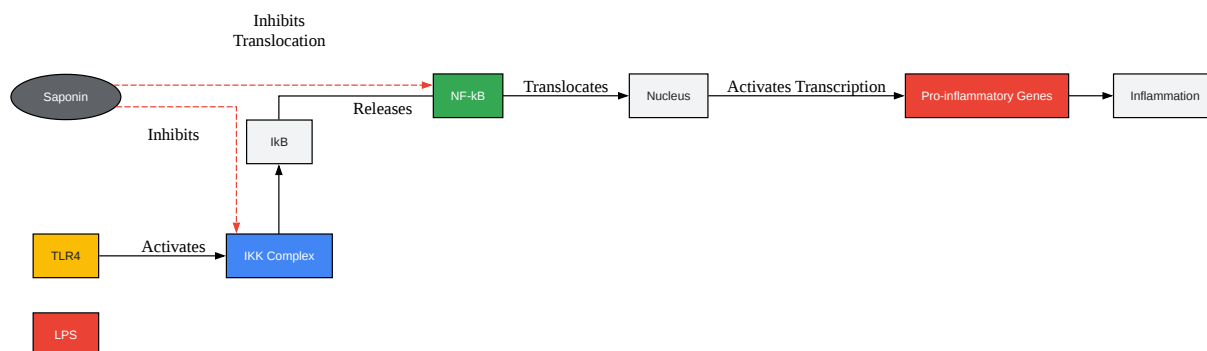 Inhibits
Translocation
Saponin
NF-kB
Translocates
Nucleus
Activates Transcription
Pro-inflammatory Genes
Inflammation
Releases
Inhibits
IkB
TLR4
Activates
IKK Complex
LPS